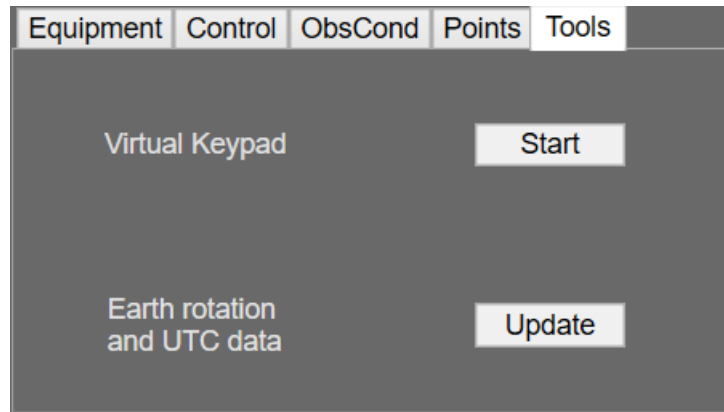 Equipment Control ObsCond Points Tools
Virtual Keypad Start
Earth rotation
and UTC data
Update